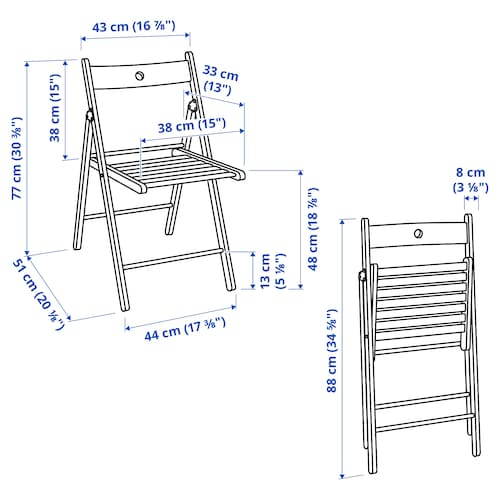 43 cm (16 ⅞")
33 cm
(13")
38 cm (15")
38 cm (15")
77 cm (30 ⅜")
8 cm
(3 ⅛")
48 cm (18 ⅞")
13 cm
(5 ⅛")
51 cm (20 ⅛")
44 cm (17 ⅜")
88 cm (34 ⅝")